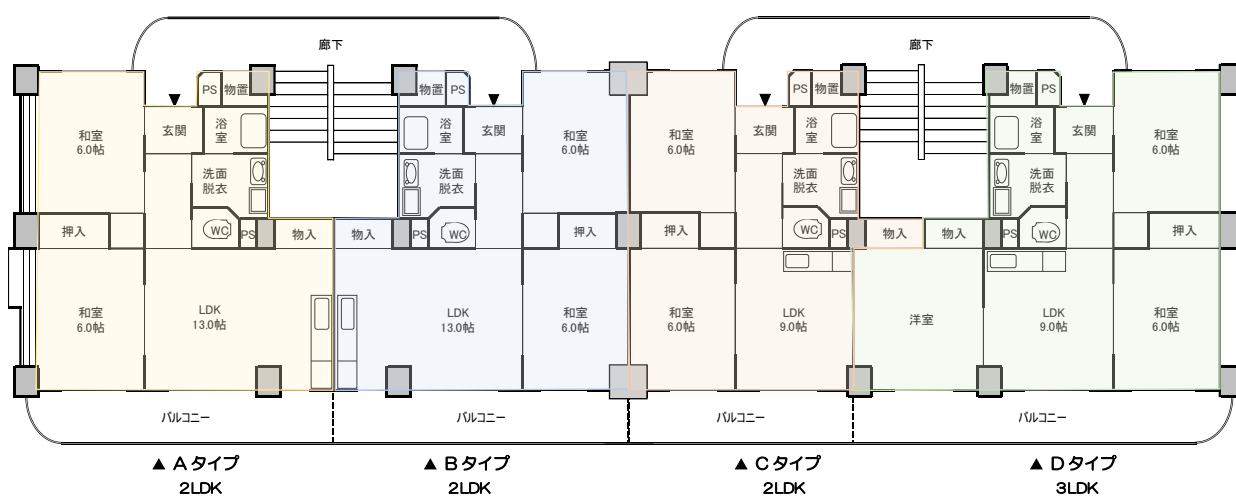 廊下
廊下
PS
物置
物置
PS
PS
物置
物置
PS
和室
6.0帖
玄関
浴室
浴室
玄関
和室
6.0帖
和室
6.0帖
玄関
浴室
浴室
玄関
和室
6.0帖
洗面
脱衣
洗面
脱衣
洗面
脱衣
洗面
脱衣
押入
WC
PS
物入
物入
PS
WC
押入
押入
WC
PS
物入
物入
PS
WC
押入
和室
6.0帖
LDK
13.0帖
LDK
13.0帖
和室
6.0帖
和室
6.0帖
LDK
9.0帖
洋室
LDK
9.0帖
和室
6.0帖
バルコニー
バルコニー
バルコニー
バルコニー
▲ Aタイプ
2LDK
▲ Bタイプ
2LDK
▲ Cタイプ
2LDK
▲ Dタイプ
3LDK